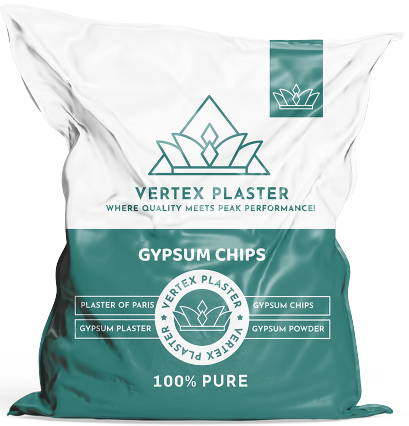 VERTEX PLASTER
WHERE QUALITY MEETS PEAK PERFORMANCE!
GYPSUM CHIPS
PLASTER OF PARIS
GYPSUM PLASTER
VERTEX PLASTER
VERTEX PLASTER
GYPSUM CHIPS
GYPSUM POWDER
100% PURE